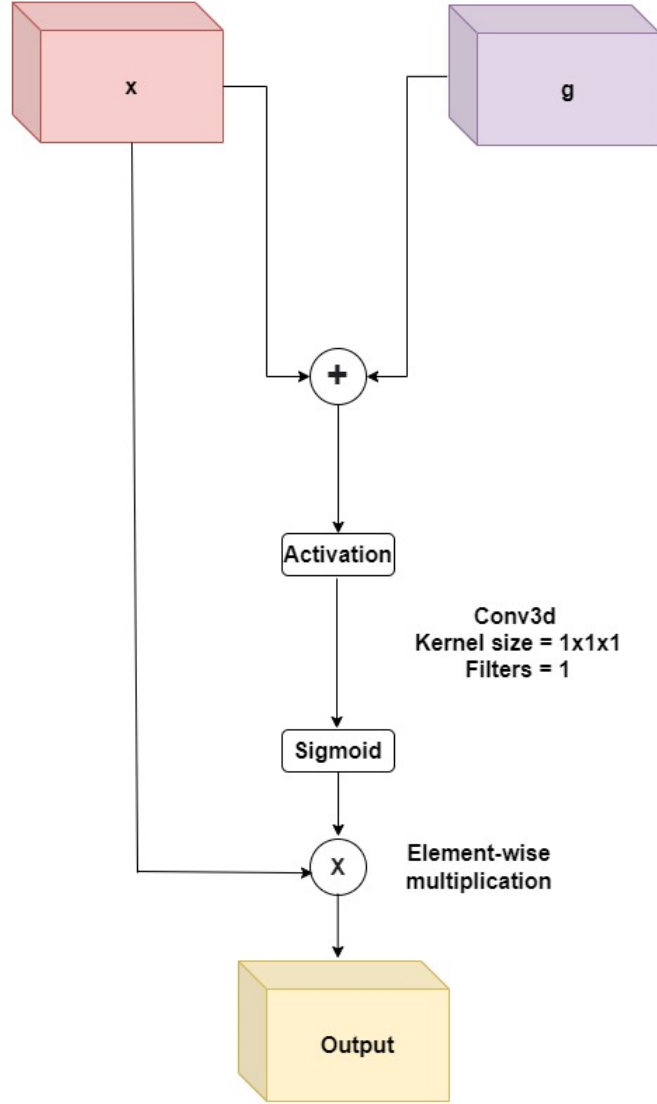 x
g
+
Activation
Conv3d
Kernel size = 1x1x1
Filters = 1
Sigmoid
X
Element-wise
multiplication
Output